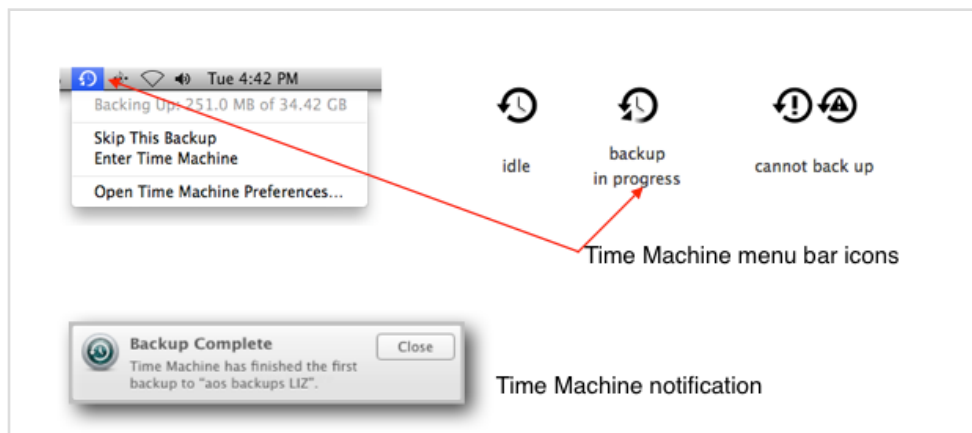 Tue 4:42 PM
Backing Up: 251.0 MB of 34.42 GB
Skip This Backup
Enter Time Machine
Open Time Machine Preferences...
idle
backup
in progress
cannot back up
Time Machine menu bar icons
Backup Complete
Close
Time Machine has finished the first
backup to "aos backups LIZ".
Time Machine notification